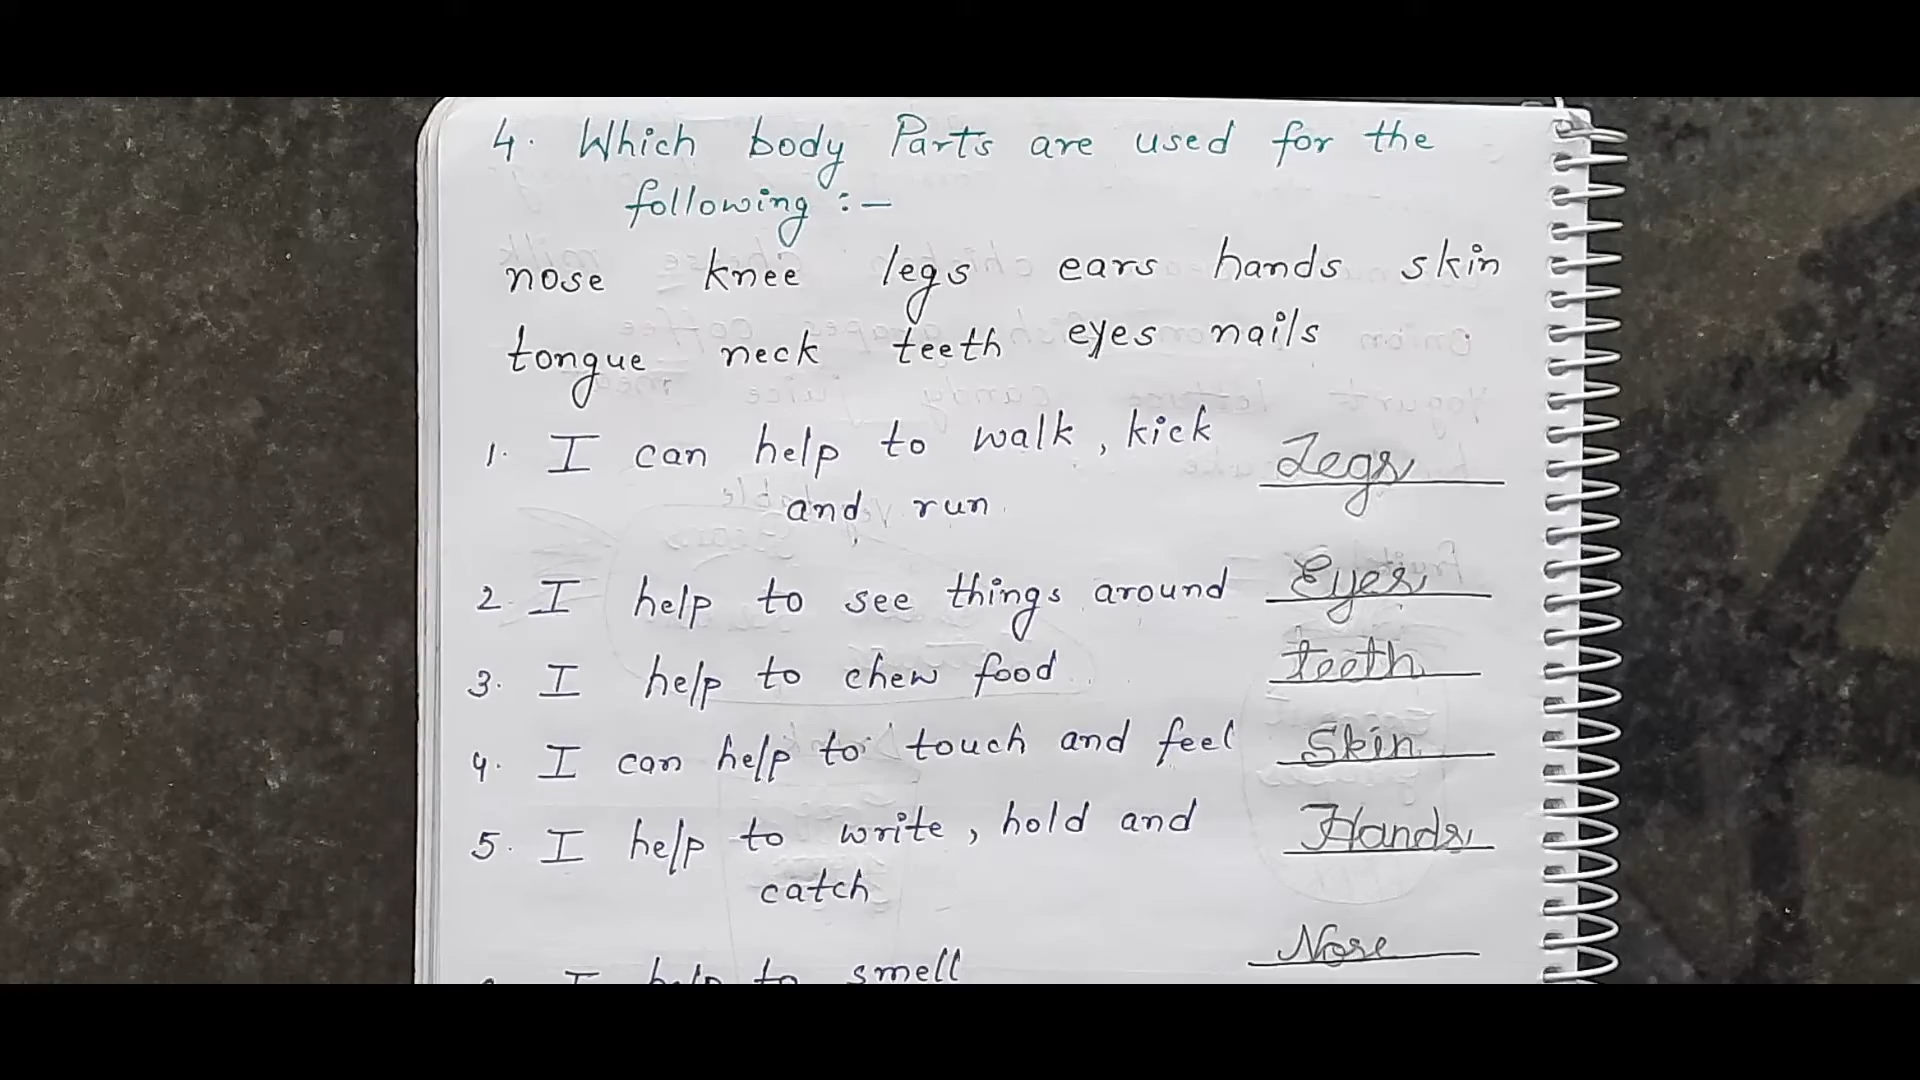 4. Which body Parts are used for the
following :-
nose knee legs ears hands skin
tongue neck teeth eyes nails
1. I can help to walk, kick Legs
and run.
2. I help to see things around Eyes
3. I help to chew food. teeth
4. I can help to touch and feel Skin
5. I help to write, hold and Hands
catch
I help to smell Nose